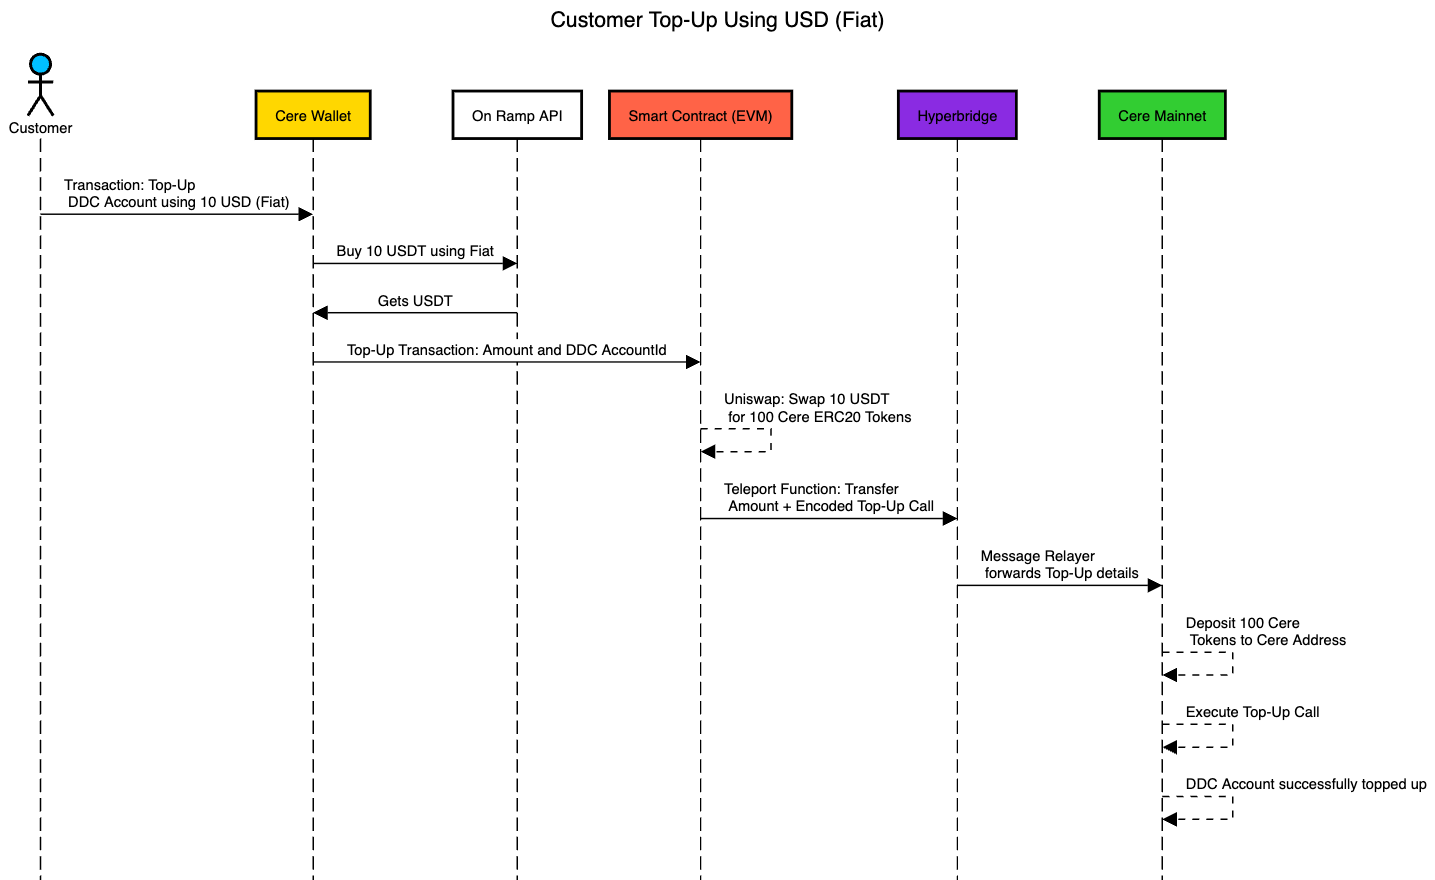 Customer Top-Up Using USD (Fiat)
Customer
Cere Wallet
On Ramp API
Smart Contract (EVM)
Hyperbridge
Cere Mainnet
Transaction: Top-Up
DDC Account using 10 USD (Fiat)
Buy 10 USDT using Fiat
Gets USDT
Top-Up Transaction: Amount and DDC AccountId
Uniswap: Swap 10 USDT
for 100 Cere ERC20 Tokens
Teleport Function: Transfer
Amount + Encoded Top-Up Call
Message Relayer
forwards Top-Up details
Deposit 100 Cere
Tokens to Cere Address
Execute Top-Up Call
DDC Account successfully topped up